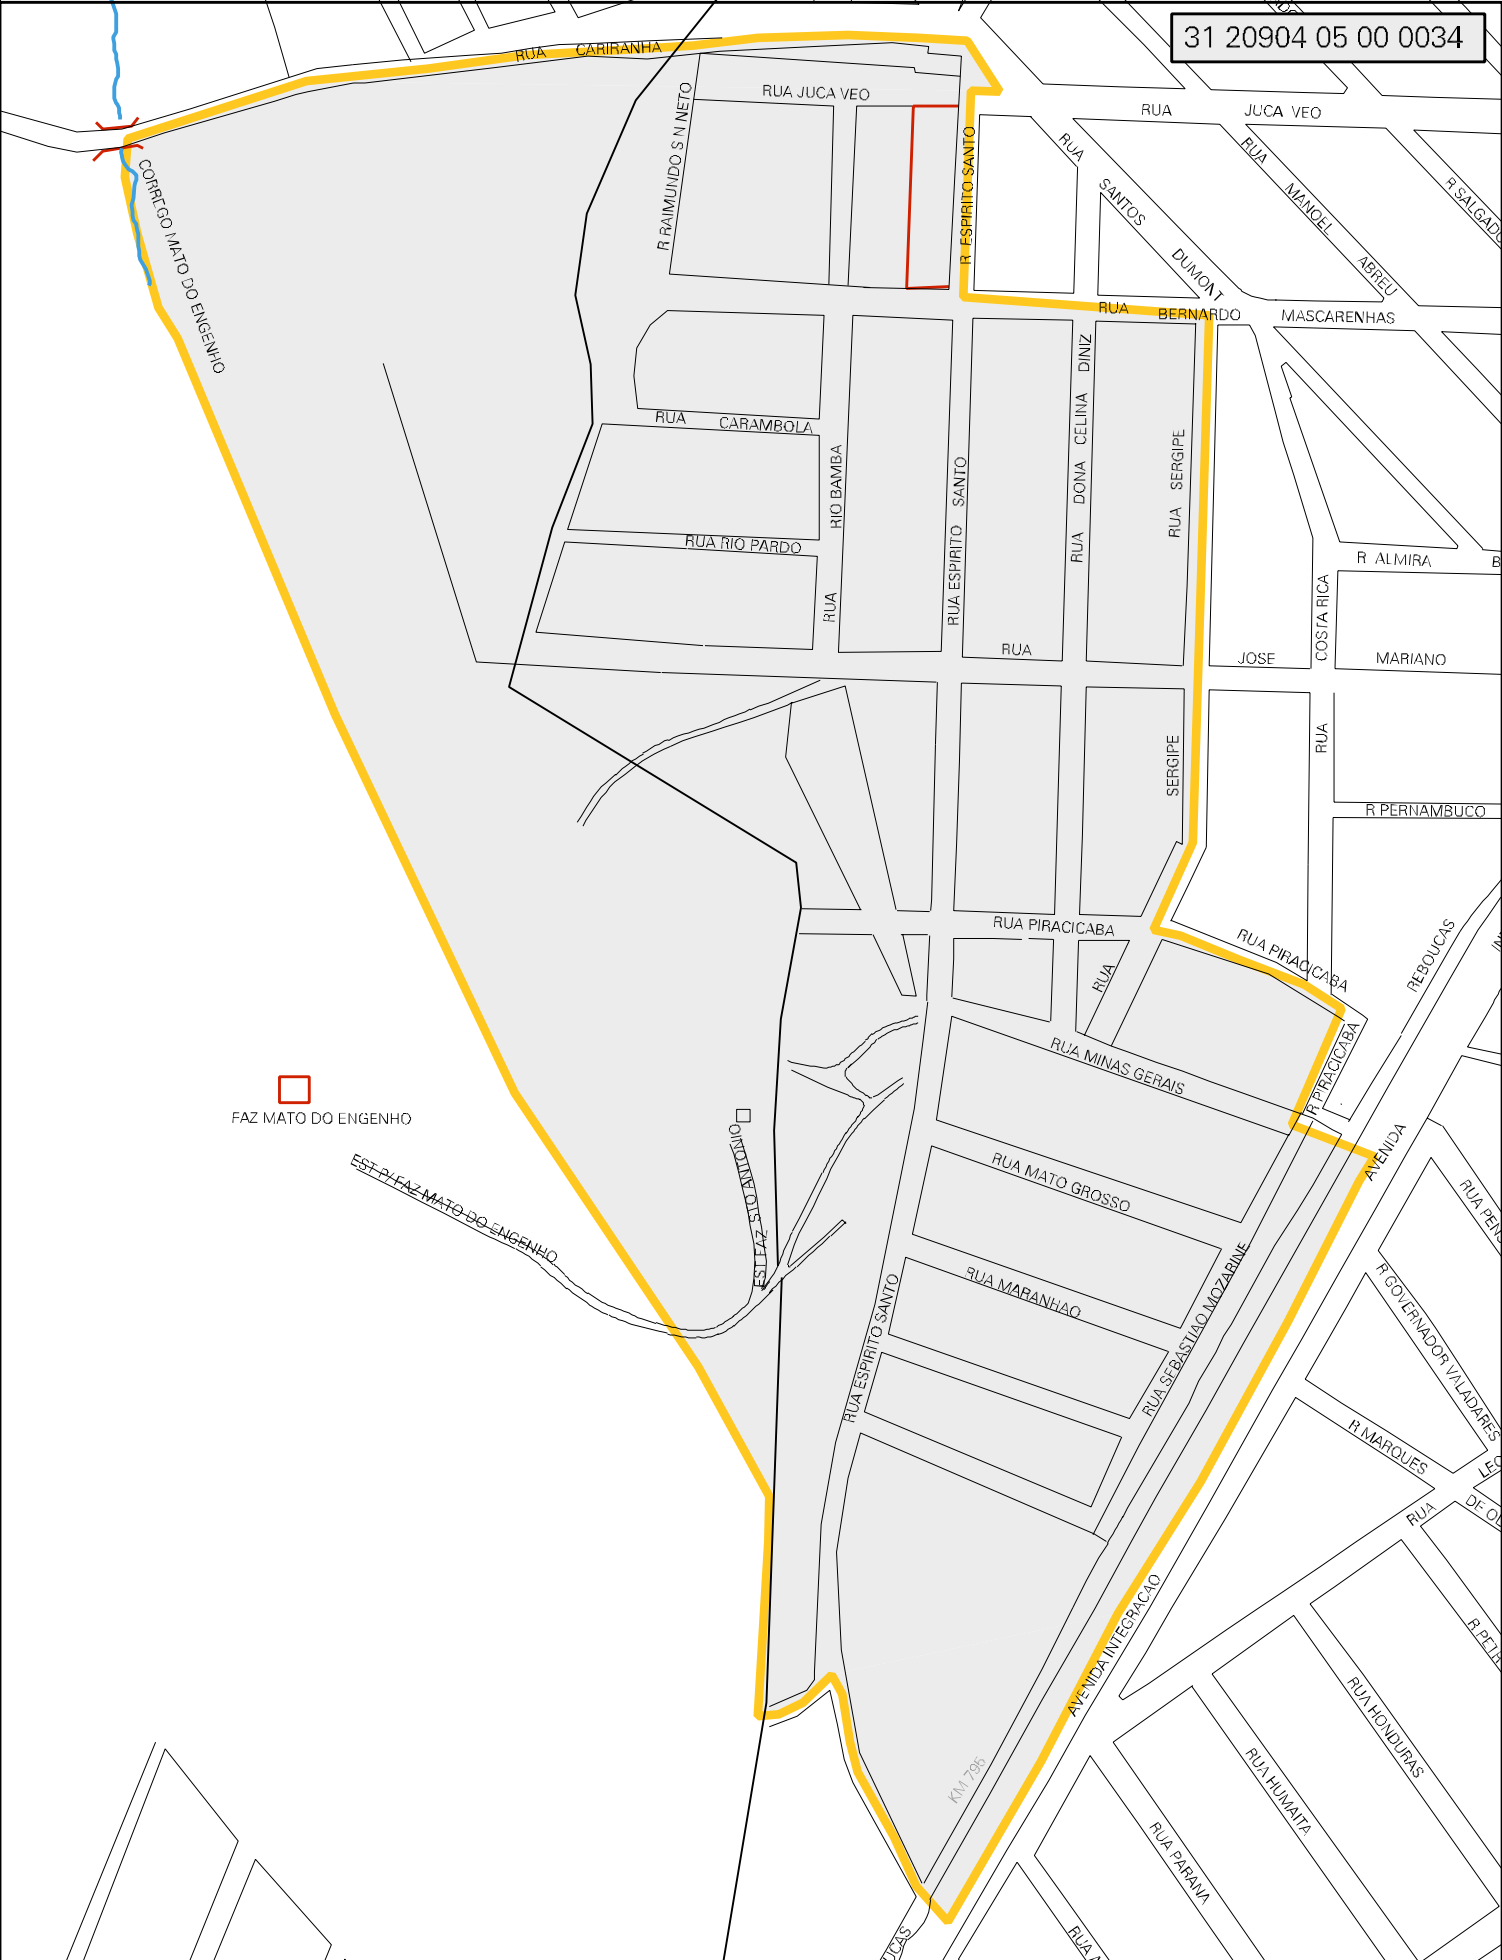 31 20904 05 00 0034
RUA CARIRANHA
RUA JUCA VEO
RUA JUCA VEO
R RAIMUNDO S N NETO
R ESPIRITO SANTO
RUA SANTOS DUMONT
RUA MANOEL ABREU
R SALGADO
CORREGO MATO DO ENGENHO
RUA BERNARDO MASCARENHAS
RUA CARAMBOLA
RUA RIO BAMBA
RUA ESPIRITO SANTO
RUA DONA CELINA DINIZ
RUA SERGIPE
RUA RIO PARDO
R ALMIRA
B
RUA COSTA RICA
RUA JOSE MARIANO
SERGIPE
R PERNAMBUCO
RUA PIRACICABA
RUA PIRACICABA
REBOUCAS
RUA
R PIRACICABA
RUA MINAS GERAIS
FAZ MATO DO ENGENHO
EST P/ FAZ MATO DO ENGENHO
EST FAZ STO ANTONIO
AVENIDA
RUA MATO GROSSO
RUA MARANHAO
RUA ESPIRITO SANTO
RUA SEBASTIAO MOZARINE
R GOVERNADOR VALADARES
R MARQUES
RUA
DE OL
AVENIDA INTEGRACAO
R PETR
RUA HONDURAS
RUA HUMAITA
RUA PARANA
KM 795
RUA A
UCAS